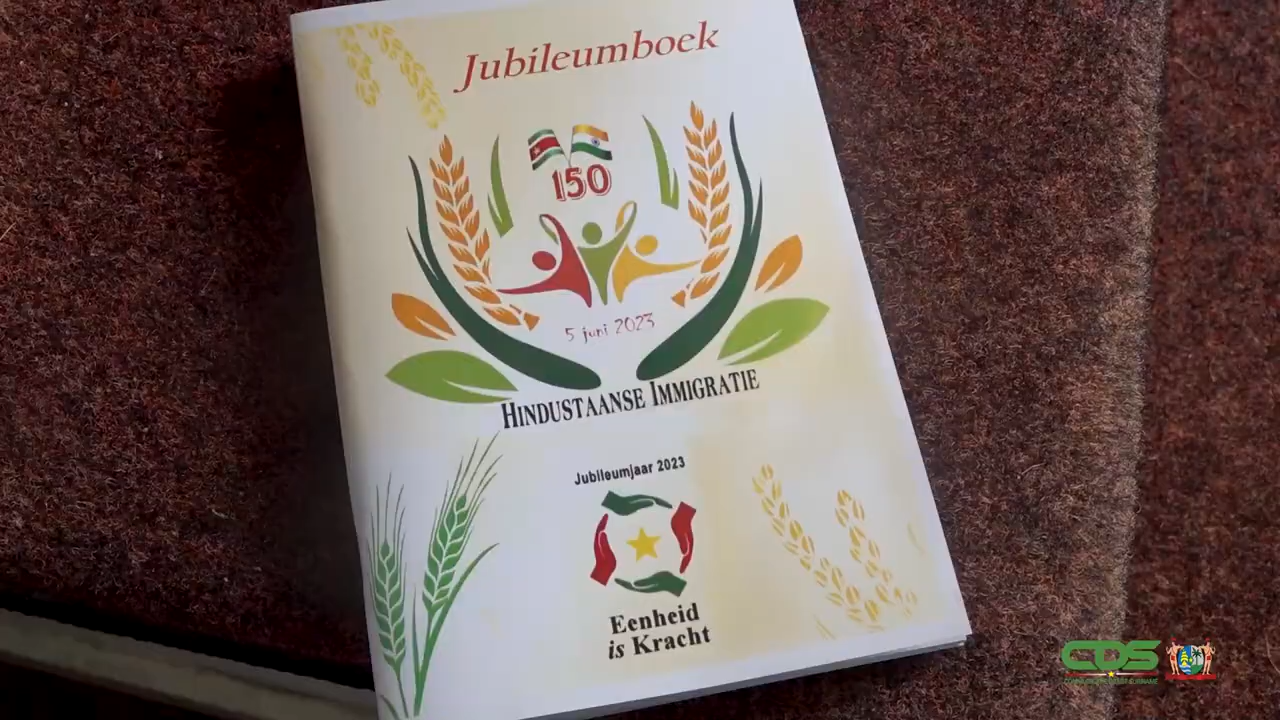 Jubileumboek
150
5 juni 2023
HINDUSTAANSE IMMIGRATIE
Jubileumjaar 2023
Eenheid
is Kracht
CDS